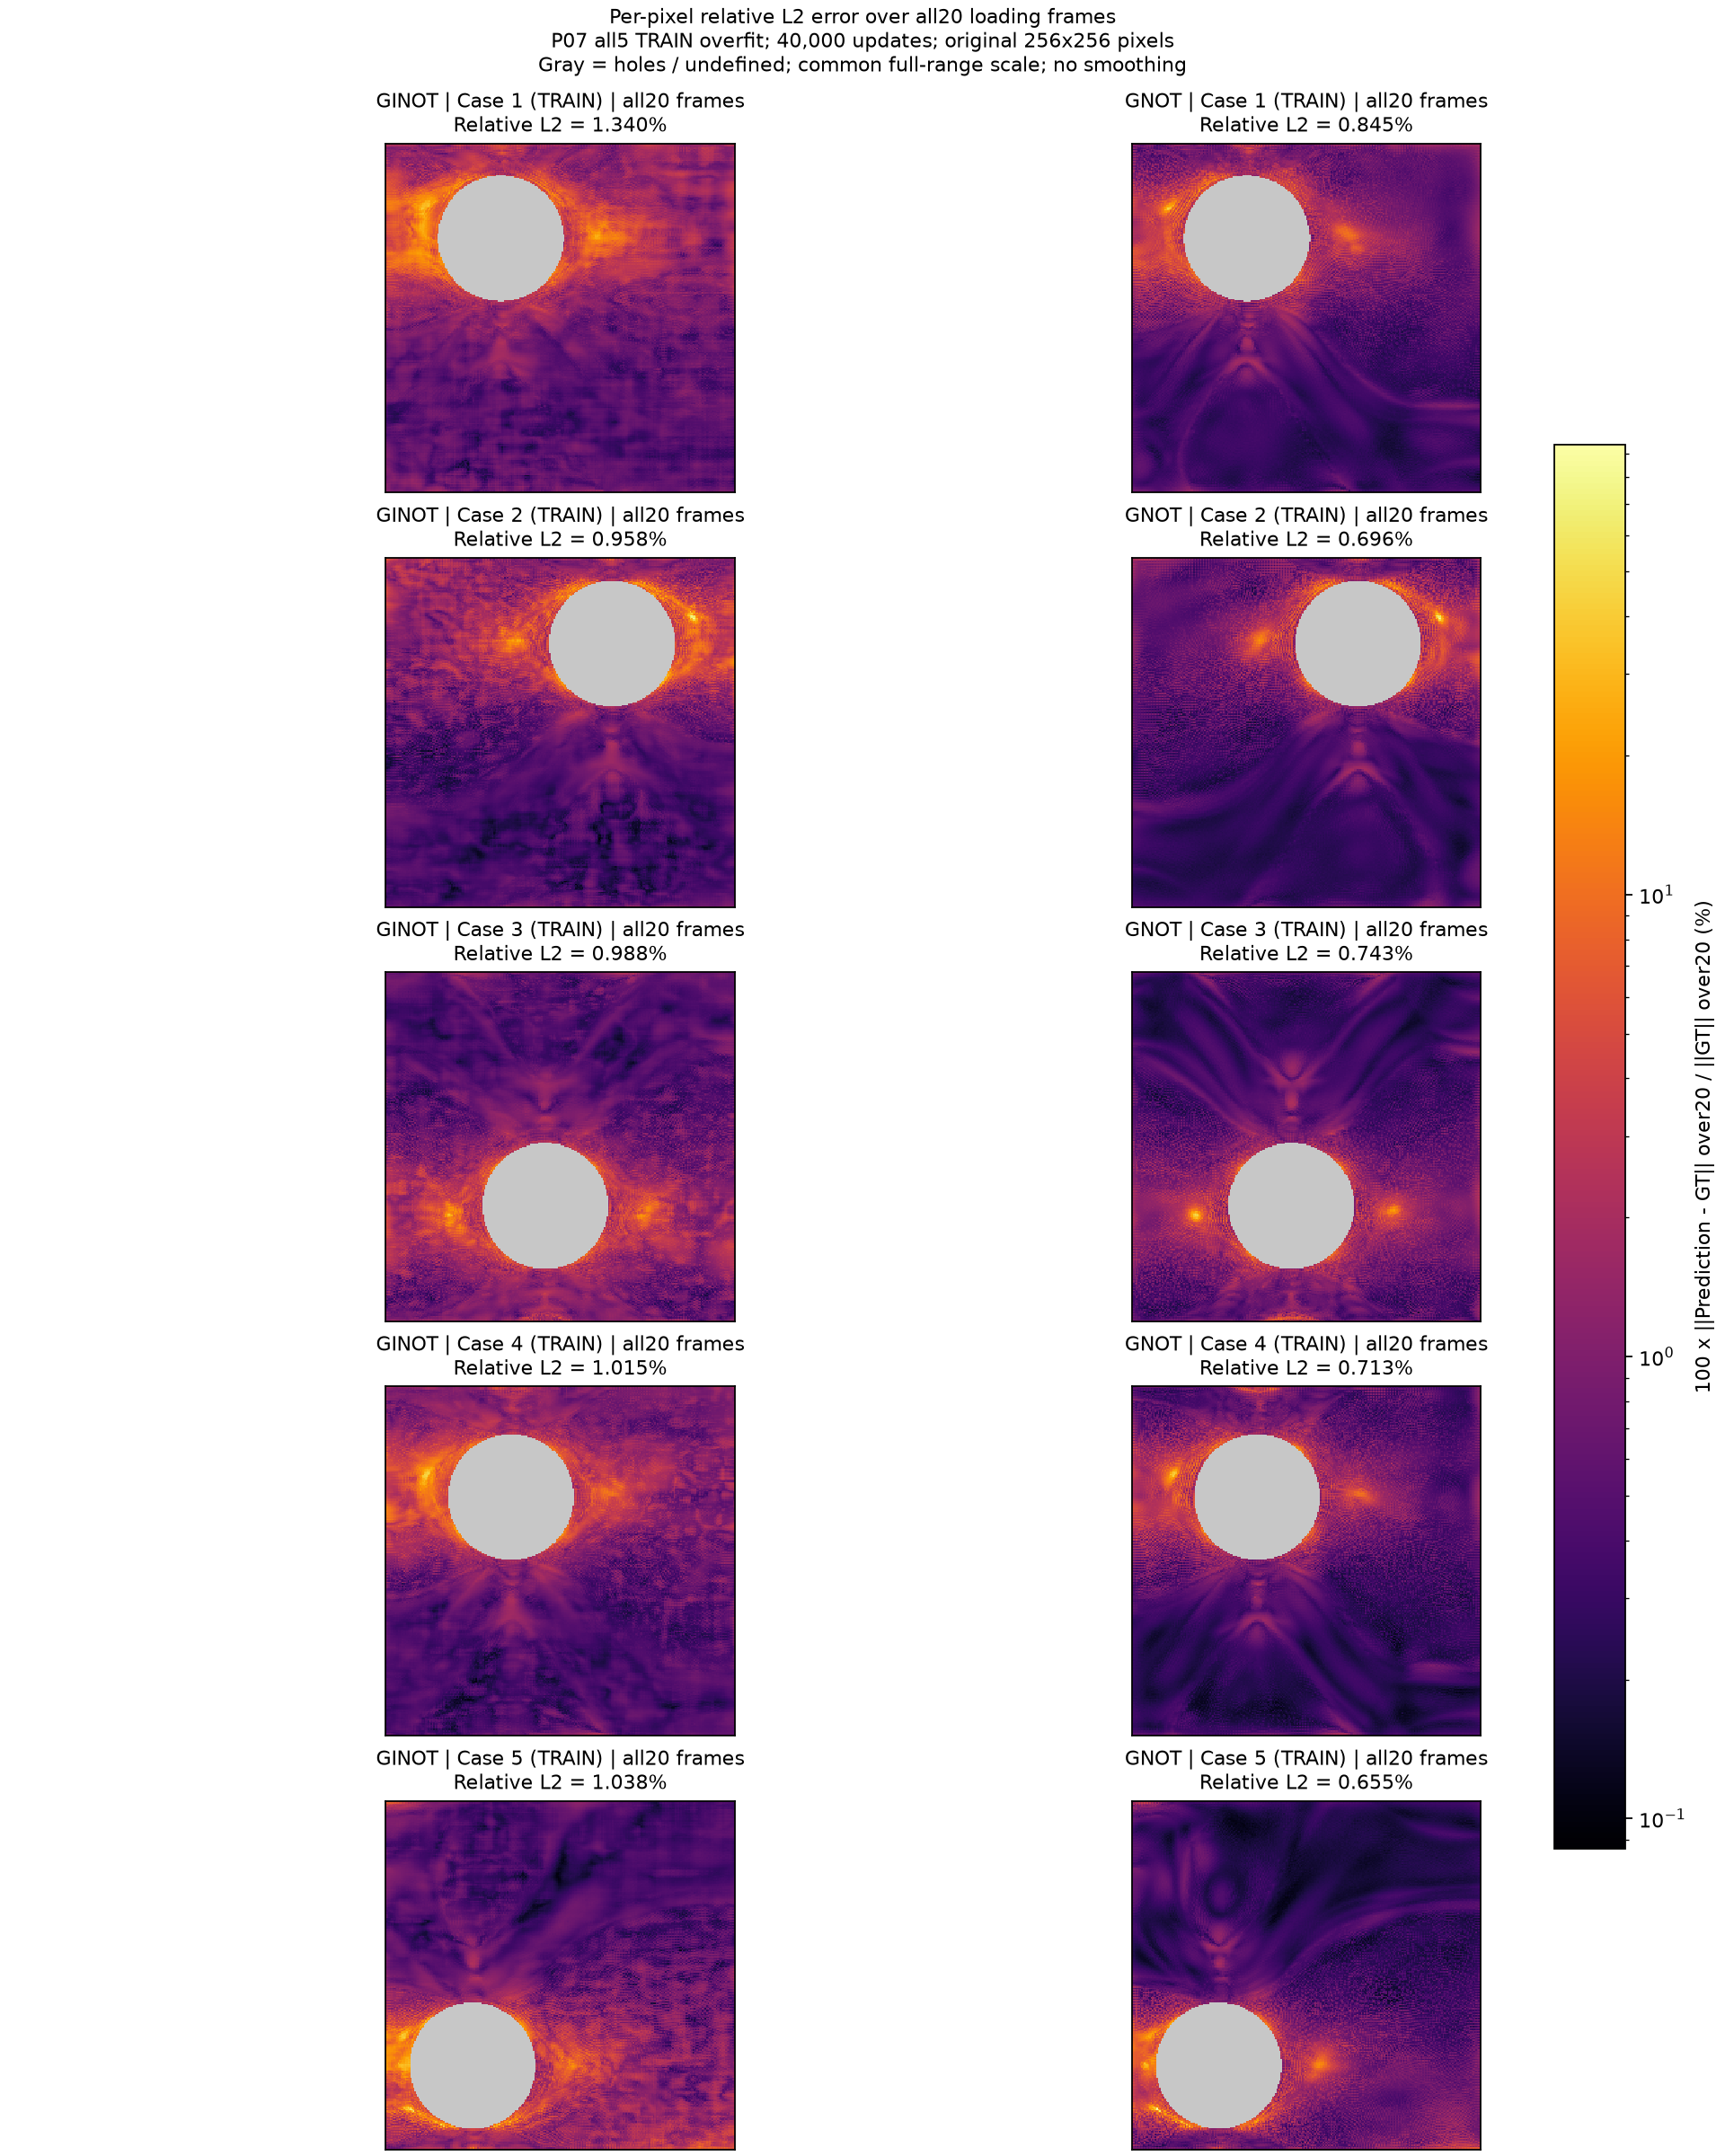 Per-pixel relative L2 error over all20 loading frames
P07 all5 TRAIN overfit; 40,000 updates; original 256x256 pixels
Gray = holes / undefined; common full-range scale; no smoothing
GINOT | Case 1 (TRAIN) | all20 frames
Relative L2 = 1.340%
GNOT | Case 1 (TRAIN) | all20 frames
Relative L2 = 0.845%
GINOT | Case 2 (TRAIN) | all20 frames
Relative L2 = 0.958%
GNOT | Case 2 (TRAIN) | all20 frames
Relative L2 = 0.696%
GINOT | Case 3 (TRAIN) | all20 frames
Relative L2 = 0.988%
GNOT | Case 3 (TRAIN) | all20 frames
Relative L2 = 0.743%
GINOT | Case 4 (TRAIN) | all20 frames
Relative L2 = 1.015%
GNOT | Case 4 (TRAIN) | all20 frames
Relative L2 = 0.713%
GINOT | Case 5 (TRAIN) | all20 frames
Relative L2 = 1.038%
GNOT | Case 5 (TRAIN) | all20 frames
Relative L2 = 0.655%
10¹
10⁰
10⁻¹
100 x ||Prediction - GT|| over20 / ||GT|| over20 (%)